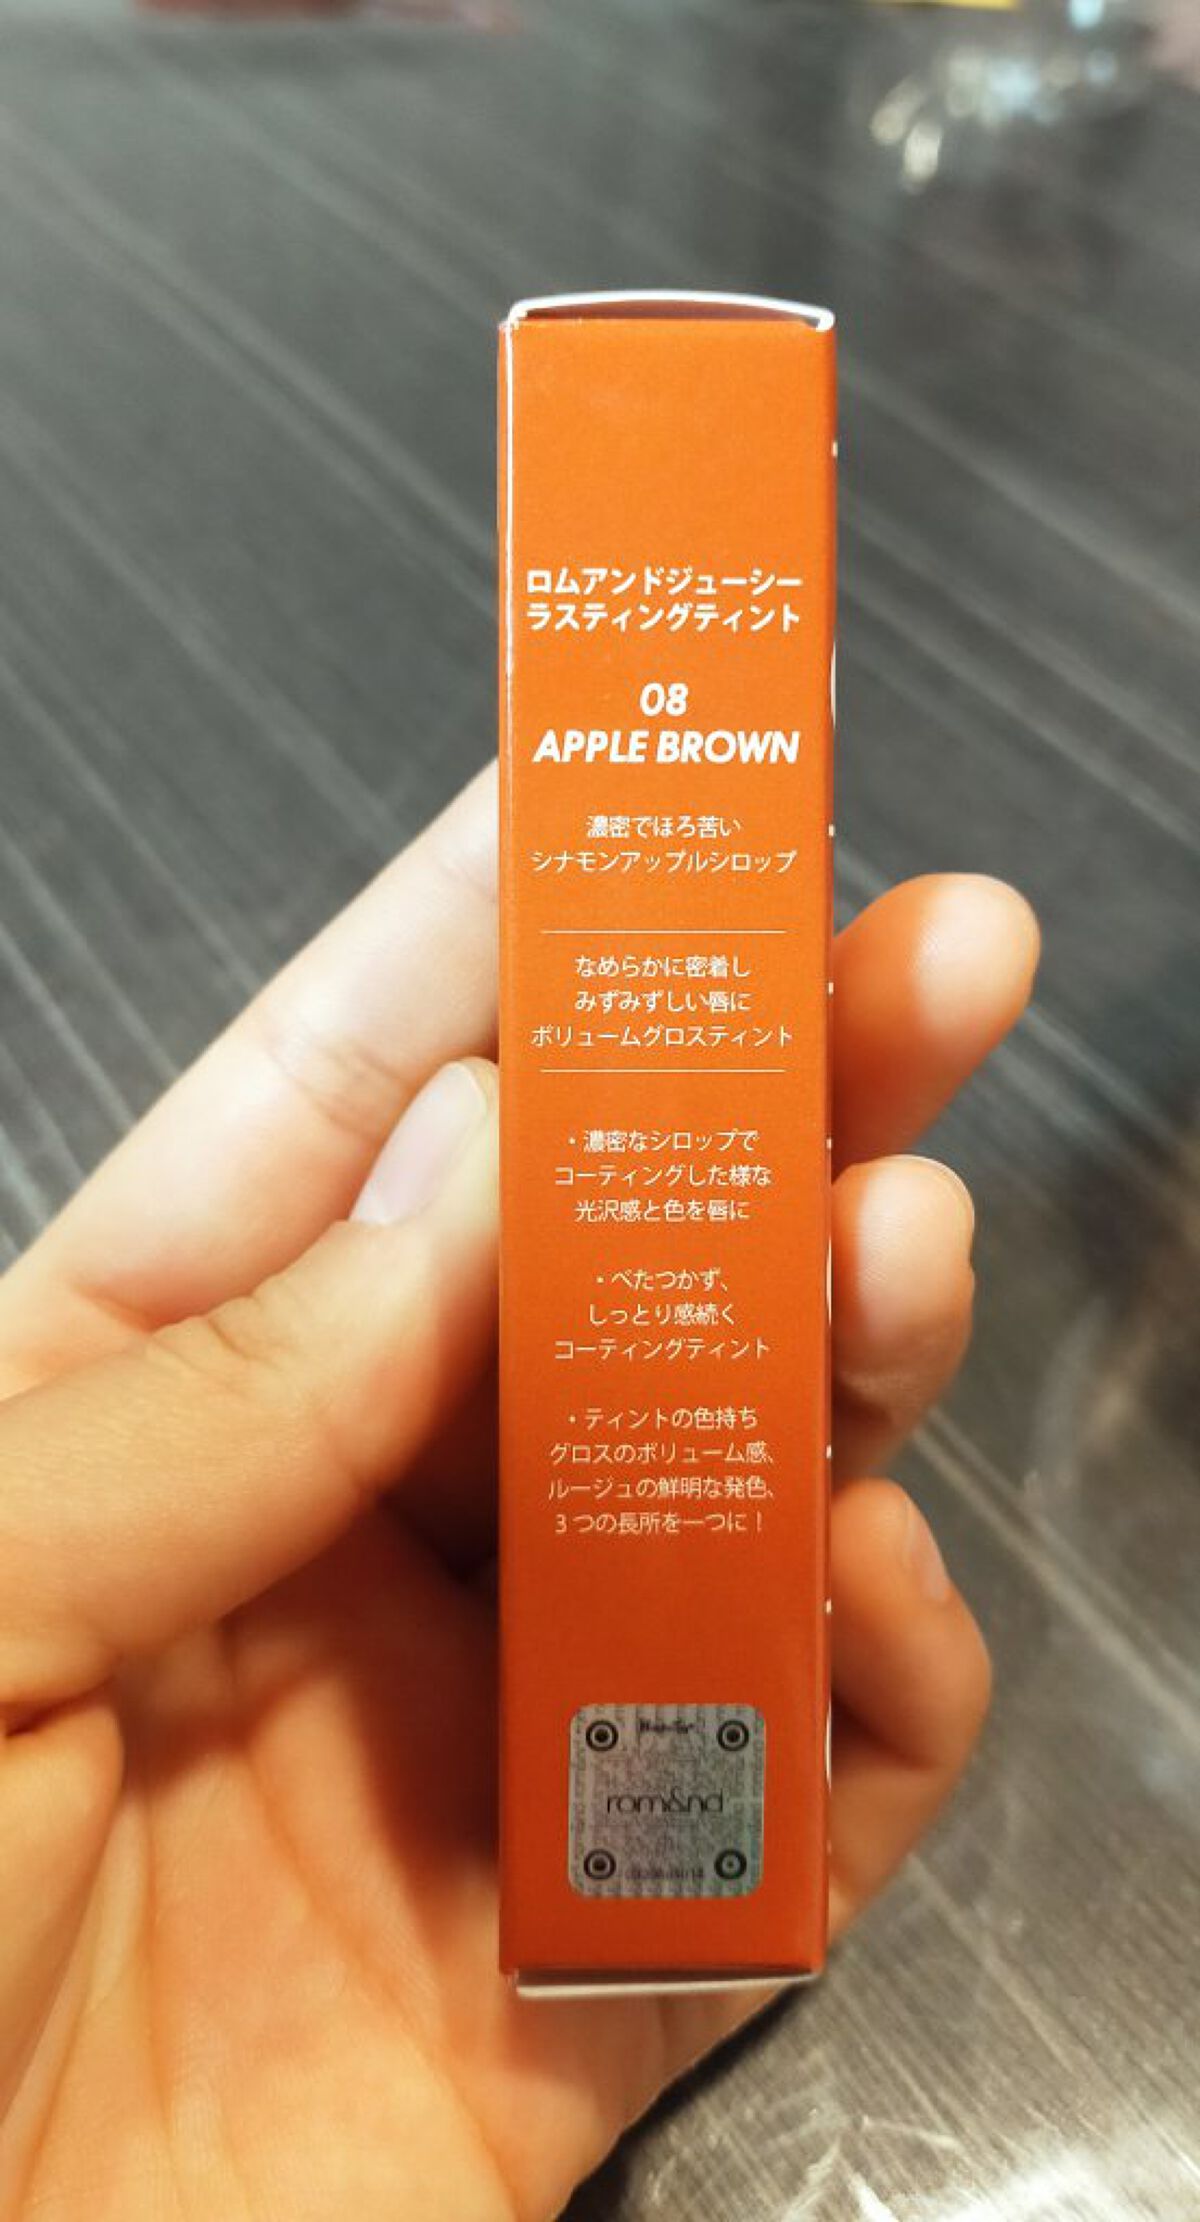 ロムアンドジューシー
ラスティングティント
08
APPLE BROWN
濃密でほろ苦い
シナモンアップルシロップ
なめらかに密着し
みずみずしい唇に
ボリュームグロスティント
・濃密なシロップで
コーティングした様な
光沢感と色を唇に
・べたつかず、
しっとり感続く
コーティングティント
・ティントの色持ち
グロスのボリューム感、
ルージュの鮮明な発色、
3つの長所を一つに！
rom&nd